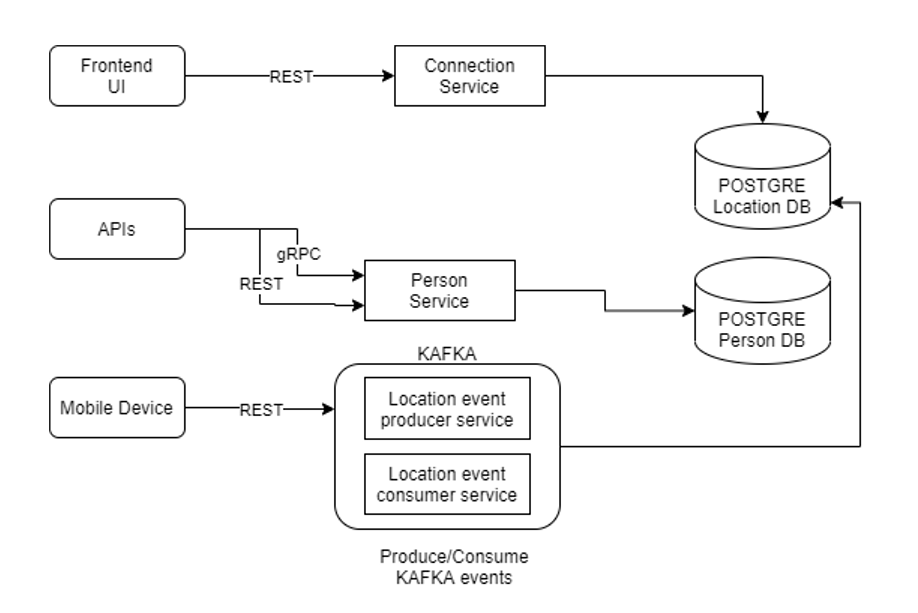 Frontend
UI
REST
Connection
Service
POSTGRE
Location DB
APIs
gRPC
REST
Person
Service
POSTGRE
Person DB
KAFKA
Mobile Device
REST
Location event
producer service
Location event
consumer service
Produce/Consume
KAFKA events